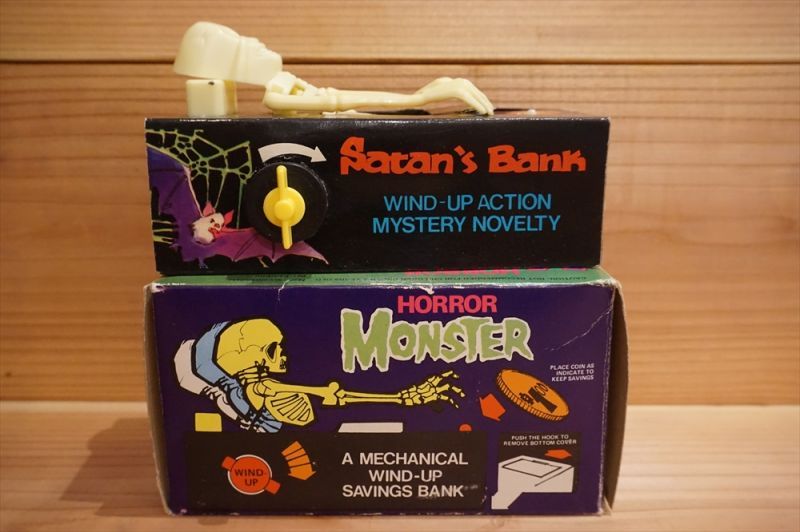 Satan's Bank
WIND-UP ACTION
MYSTERY NOVELTY
HORROR
MONSTER
PLACE COIN AS
INDICATE TO
KEEP SAVINGS
PUSH THE HOOK TO
REMOVE BOTTOM COVER
WIND
UP
A MECHANICAL
WIND-UP
SAVINGS BANK